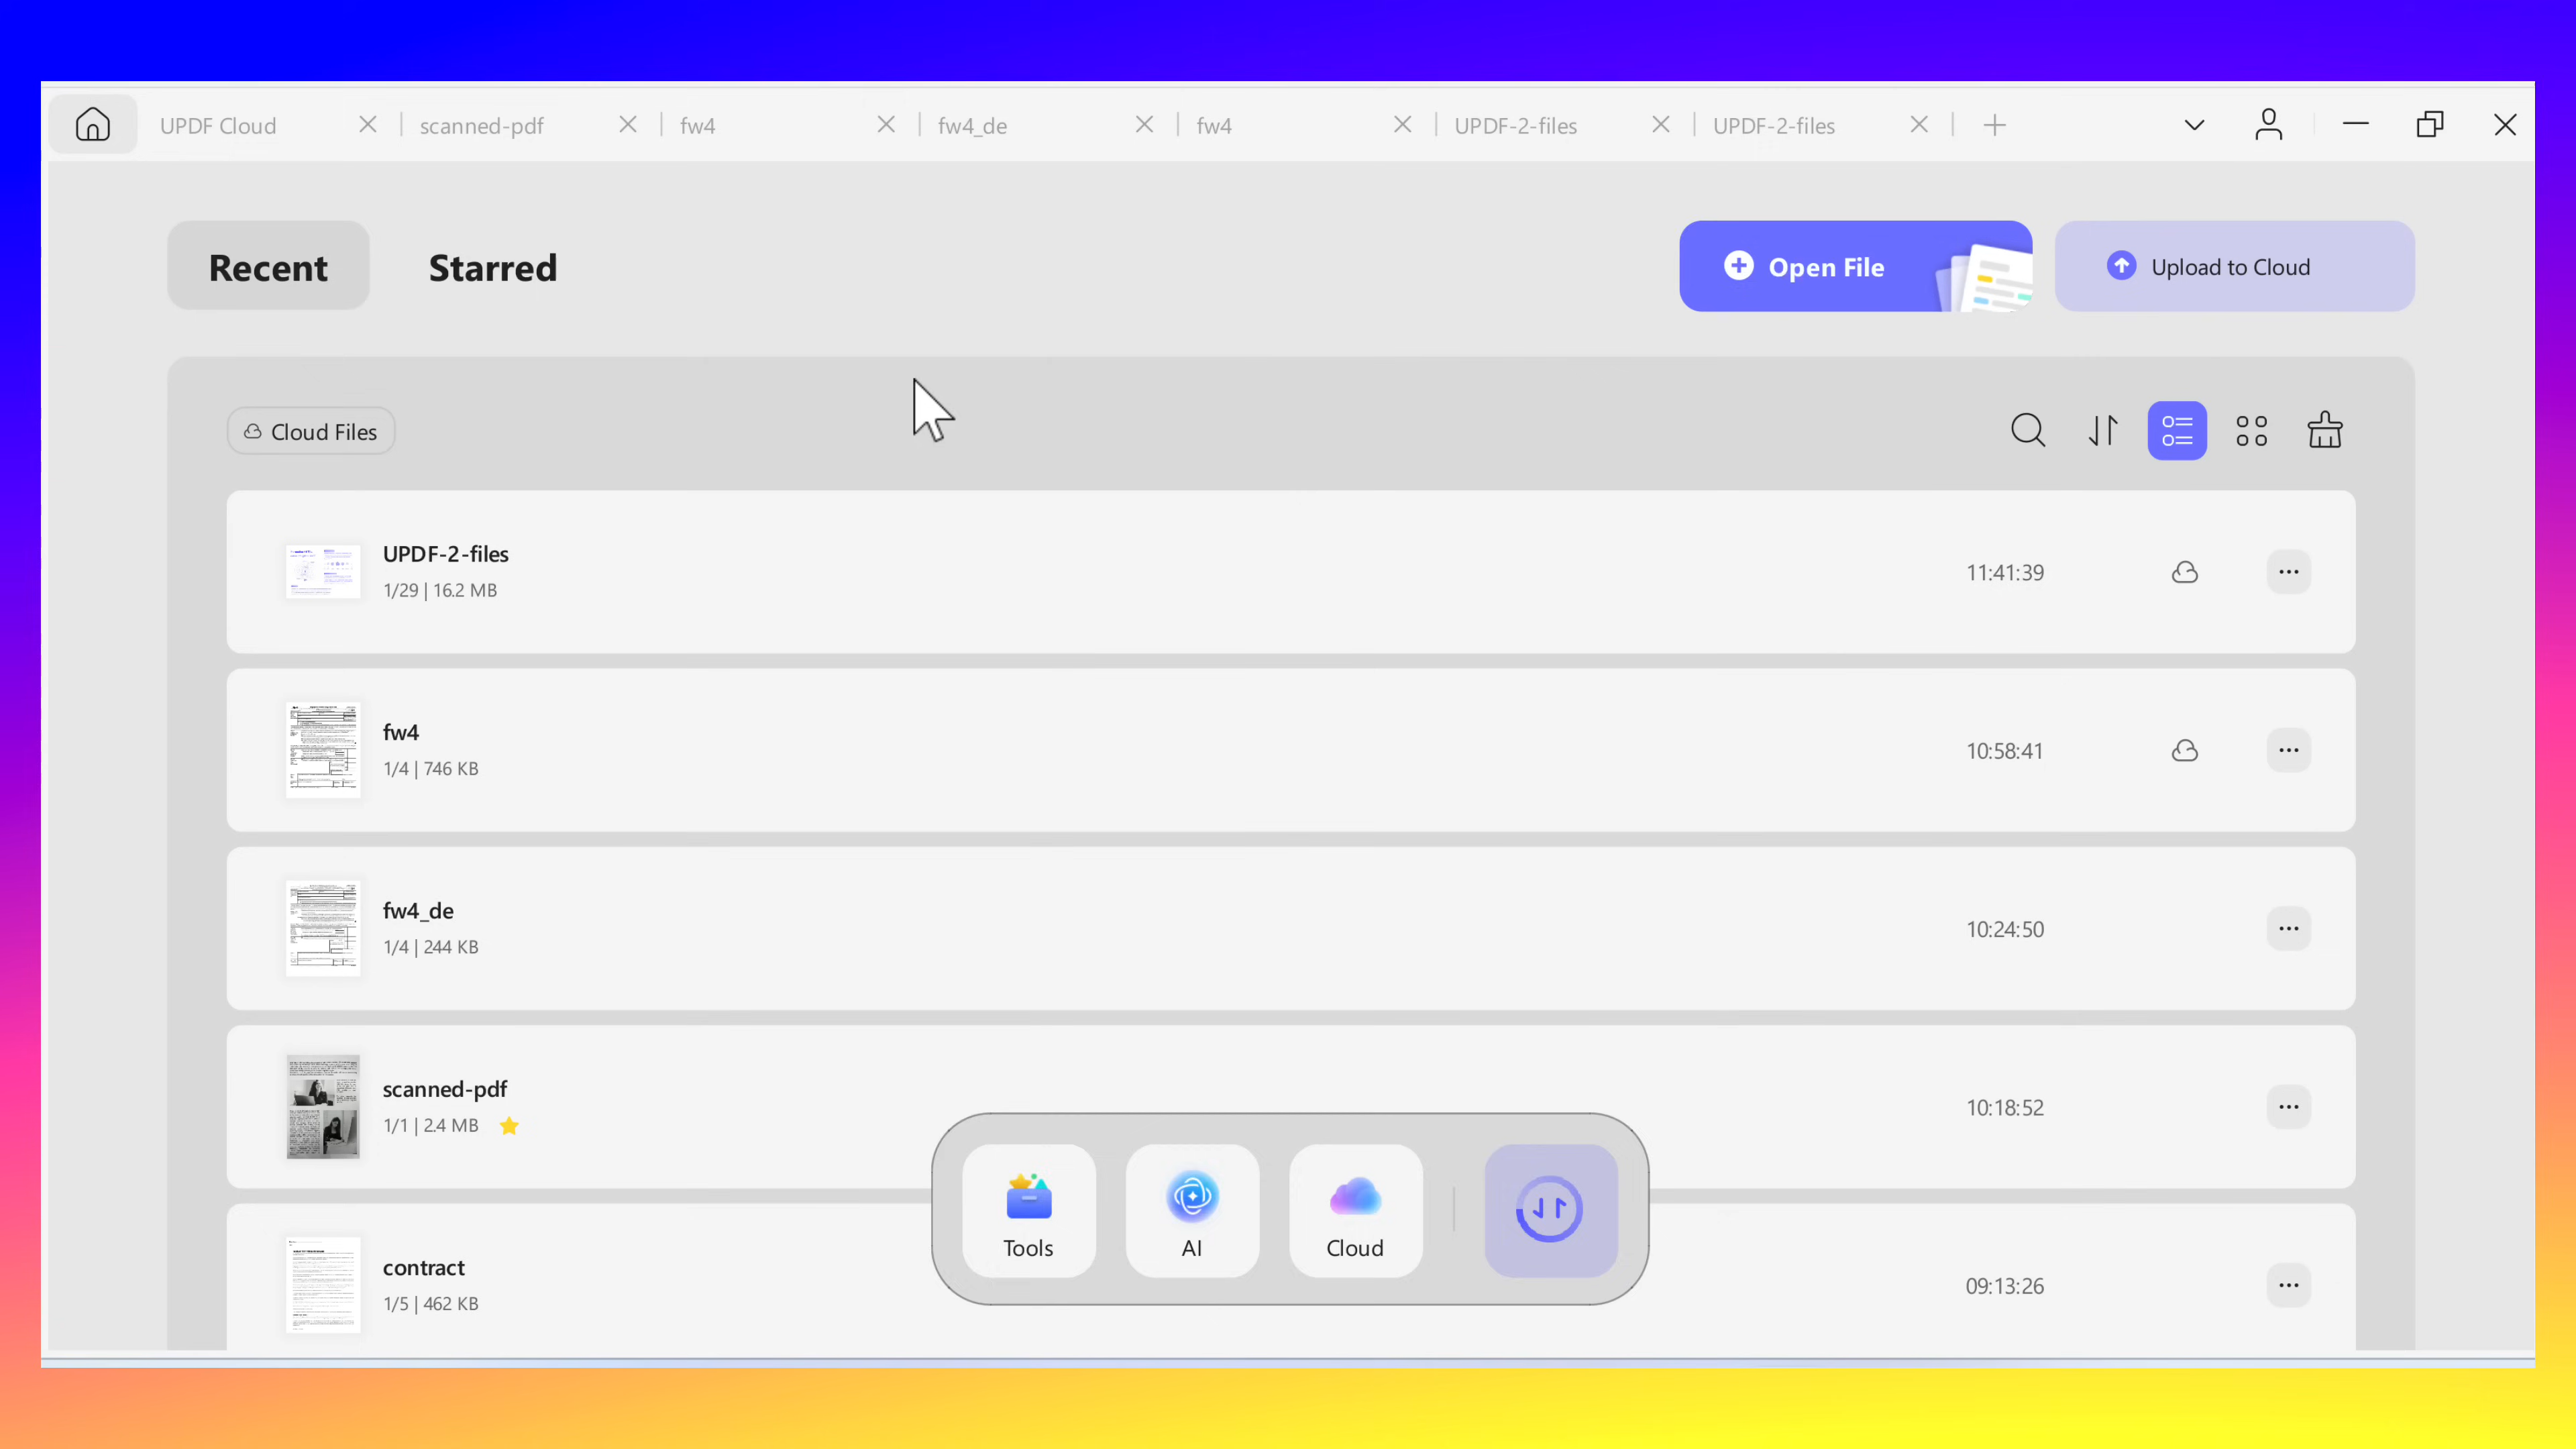 UPDF Cloud scanned-pdf fw4 fw4_de fw4 UPDF-2-files UPDF-2-files
Recent Starred Open File Upload to Cloud
Cloud Files
UPDF-2-files
1/29 | 16.2 MB
11:41:39
fw4
1/4 | 746 KB
10:58:41
fw4_de
1/4 | 244 KB
10:24:50
scanned-pdf
1/1 | 2.4 MB
10:18:52
contract
1/5 | 462 KB
09:13:26
Tools AI Cloud